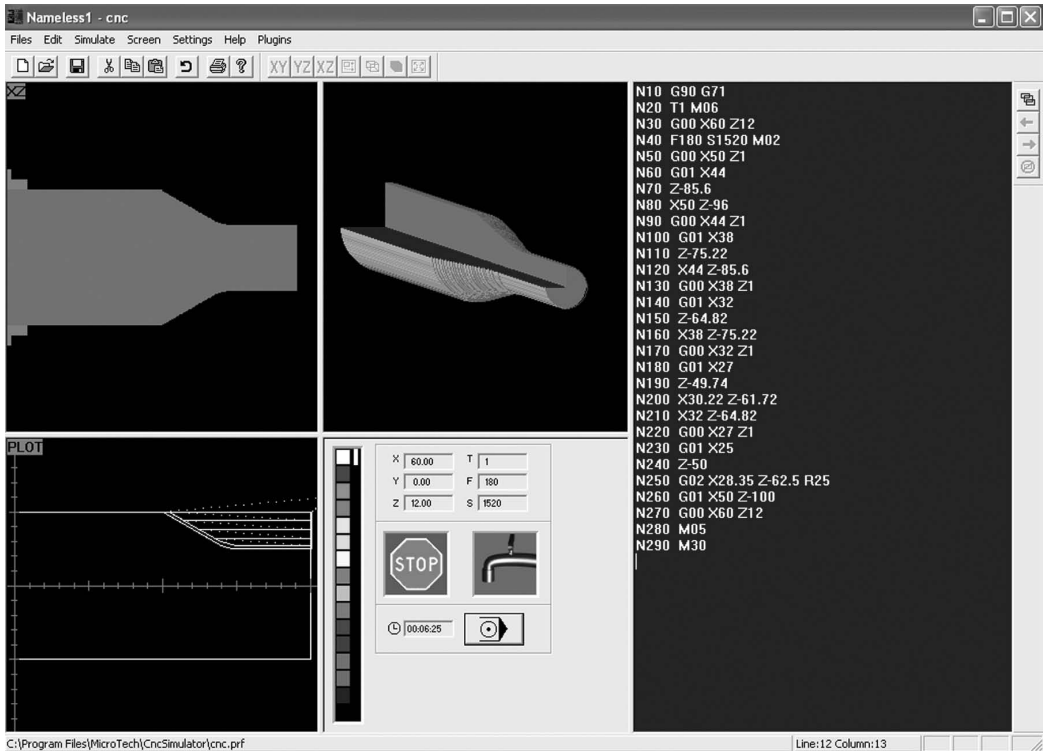 Nameless1 - cnc
Files Edit Simulate Screen Settings Help Plugins
XY YZ XZ
XZ
N10 G90 G71
N20 T1 M06
N30 G00 X60 Z12
N40 F180 S1520 M02
N50 G00 X50 Z1
N60 G01 X44
N70 Z-85.6
N80 X50 Z-96
N90 G00 X44 Z1
N100 G01 X38
N110 Z-75.22
N120 X44 Z-85.6
N130 G00 X38 Z1
N140 G01 X32
N150 Z-64.82
N160 X38 Z-75.22
N170 G00 X32 Z1
N180 G01 X27
N190 Z-49.74
N200 X30.22 Z-61.72
N210 X32 Z-64.82
N220 G00 X27 Z1
N230 G01 X25
N240 Z-50
N250 G02 X28.35 Z-62.5 R25
N260 G01 X50 Z-100
N270 G00 X60 Z12
N280 M05
N290 M30
PLOT
X 60.00 T 1
Y 0.00 F 180
Z 12.00 S 1520
STOP
00:06:25
C:\Program Files\MicroTech\CncSimulator\cnc.prf
Line:12 Column:13